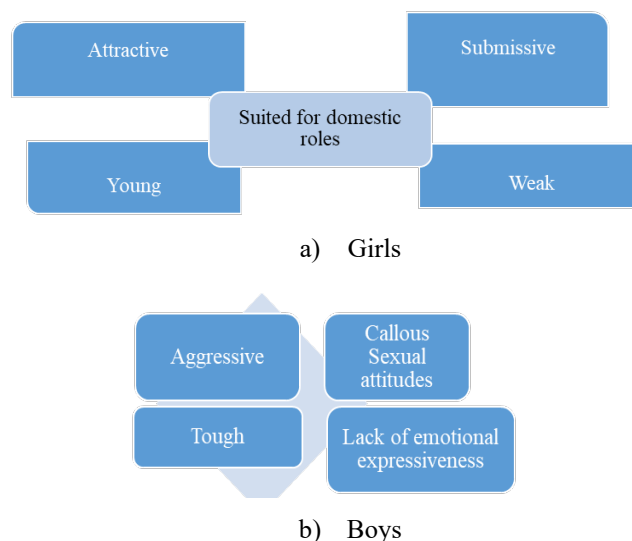 Attractive
Submissive
Suited for domestic
roles
Young
Weak
a) Girls
Aggressive
Callous
Sexual
attitudes
Tough
Lack of emotional
expressiveness
b) Boys